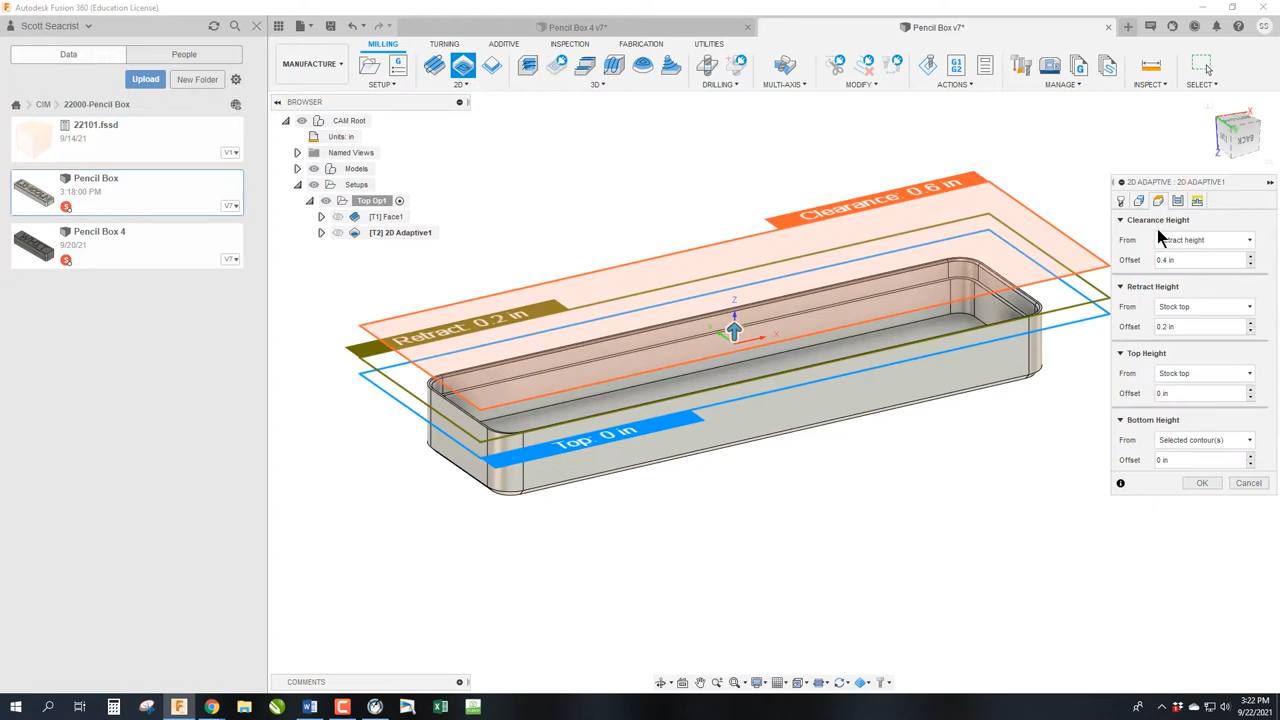 Autodesk Fusion 360 (Education License)
Scott Seacrist
Data
People
Upload
New Folder
CIM
22000-Pencil Box
22101.fssd
9/14/21
V1
Pencil Box
3:18:00 PM
V7
Pencil Box 4
9/20/21
V7
Pencil Box 4 v7*
Pencil Box v7*
SS
MILLING
TURNING
ADDITIVE
INSPECTION
FABRICATION
UTILITIES
MANUFACTURE
G1
G2
SETUP
2D
3D
DRILLING
MULTI-AXIS
MODIFY
ACTIONS
MANAGE
INSPECT
SELECT
BROWSER
CAM Root
Units: in
Named Views
Models
Setups
Top Op1
[T1] Face1
[T2] 2D Adaptive1
Clearance: 0.6 in
Retract: 0.2 in
Top: 0 in
Z
X
Y
BACK
X
Z
2D ADAPTIVE : 2D ADAPTIVE1
Clearance Height
From
etract height
Offset
0.4 in
Retract Height
From
Stock top
Offset
0.2 in
Top Height
From
Stock top
Offset
0 in
Bottom Height
From
Selected contour(s)
Offset
0 in
OK
Cancel
COMMENTS
3:22 PM
9/22/2021